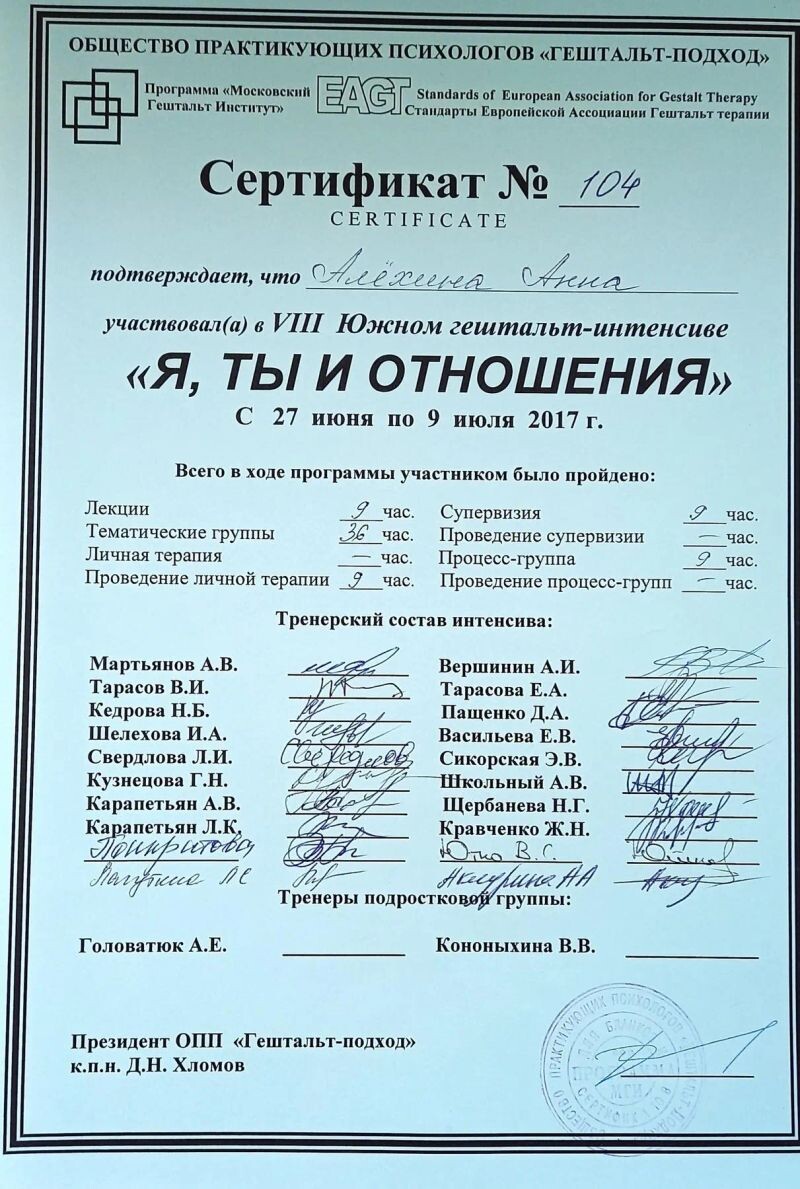 ОБЩЕСТВО ПРАКТИКУЮЩИХ ПСИХОЛОГОВ «ГЕШТАЛЬТ-ПОДХОД»
Программа «Московский Гештальт Институт»
EAGT
Standards of European Association for Gestalt Therapy
Стандарты Европейской Ассоциации Гештальт терапии
Сертификат № 104
CERTIFICATE
подтверждает, что Алёхина Анна
участвовал(а) в VIII Южном гештальт-интенсиве
«Я, ТЫ И ОТНОШЕНИЯ»
С 27 июня по 9 июля 2017 г.
Всего в ходе программы участником было пройдено:
Лекции 9 час. Супервизия 9 час.
Тематические группы 36 час. Проведение супервизии — час.
Личная терапия — час. Процесс-группа 9 час.
Проведение личной терапии 9 час. Проведение процесс-групп — час.
Тренерский состав интенсива:
Мартьянов А.В. Вершинин А.И.
Тарасов В.И. Тарасова Е.А.
Кедрова Н.Б. Пащенко Д.А.
Шелехова И.А. Васильева Е.В.
Свердлова Л.И. Сикорская Э.В.
Кузнецова Г.Н. Школьный А.В.
Карапетьян А.В. Щербанева Н.Г.
Карапетьян Л.К. Кравченко Ж.Н.
Панкратова
Лагутина
Тренеры подростковой группы:
Головатюк А.Е. Кононыхина В.В.
Президент ОПП «Гештальт-подход»
к.п.н. Д.Н. Хломов
ПРОГРАММА
МГИ